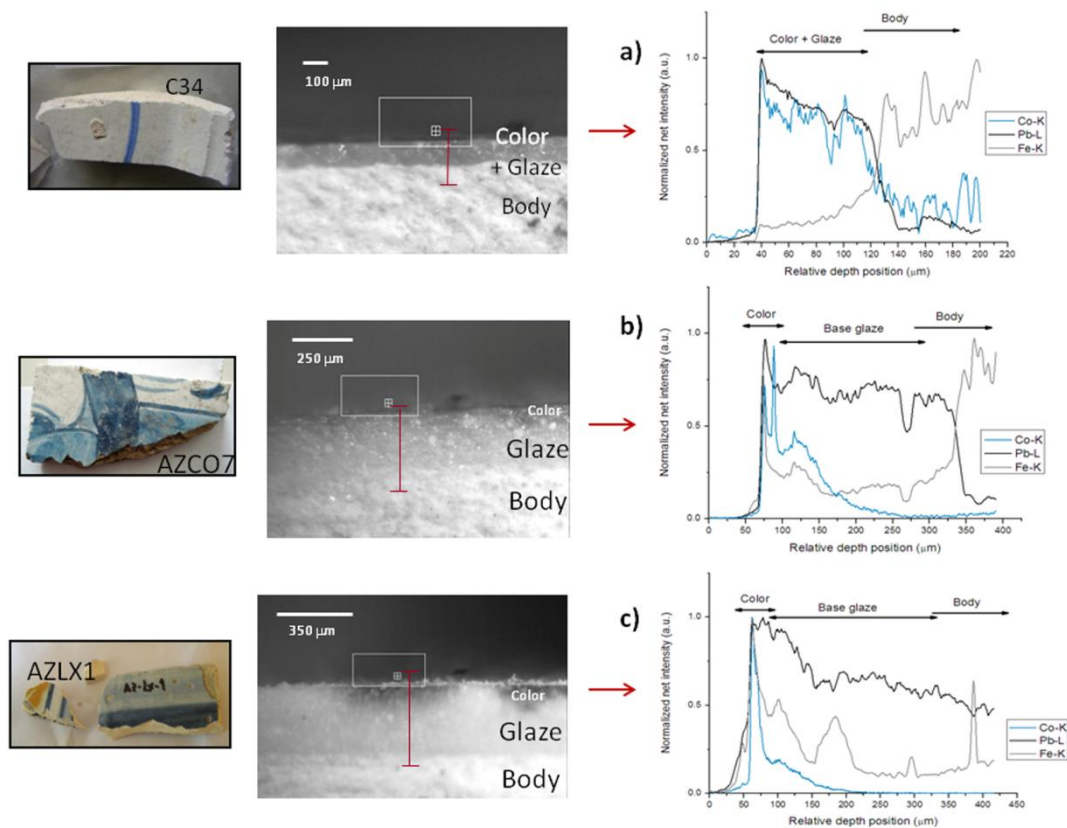 C34
100 µm
Color
+ Glaze
Body
a)
Color + Glaze
Body
Normalized net intensity (a.u.)
1.0
0.5
0.0
0 20 40 60 80 100 120 140 160 180 200 220
Relative depth position (µm)
Co-K
Pb-L
Fe-K
AZCO7
250 µm
Color
Glaze
Body
b)
Color
Base glaze
Body
Normalized net intensity (a.u.)
1.0
0.5
0.0
0 50 100 150 200 250 300 350 400
Relative depth position (µm)
Co-K
Pb-L
Fe-K
AZLX1
AZ-LX-1
350 µm
Color
Glaze
Body
c)
Color
Base glaze
Body
Normalized net intensity (a.u.)
1.0
0.5
0.0
0 50 100 150 200 250 300 350 400 450
Relative depth position (µm)
Co-K
Pb-L
Fe-K